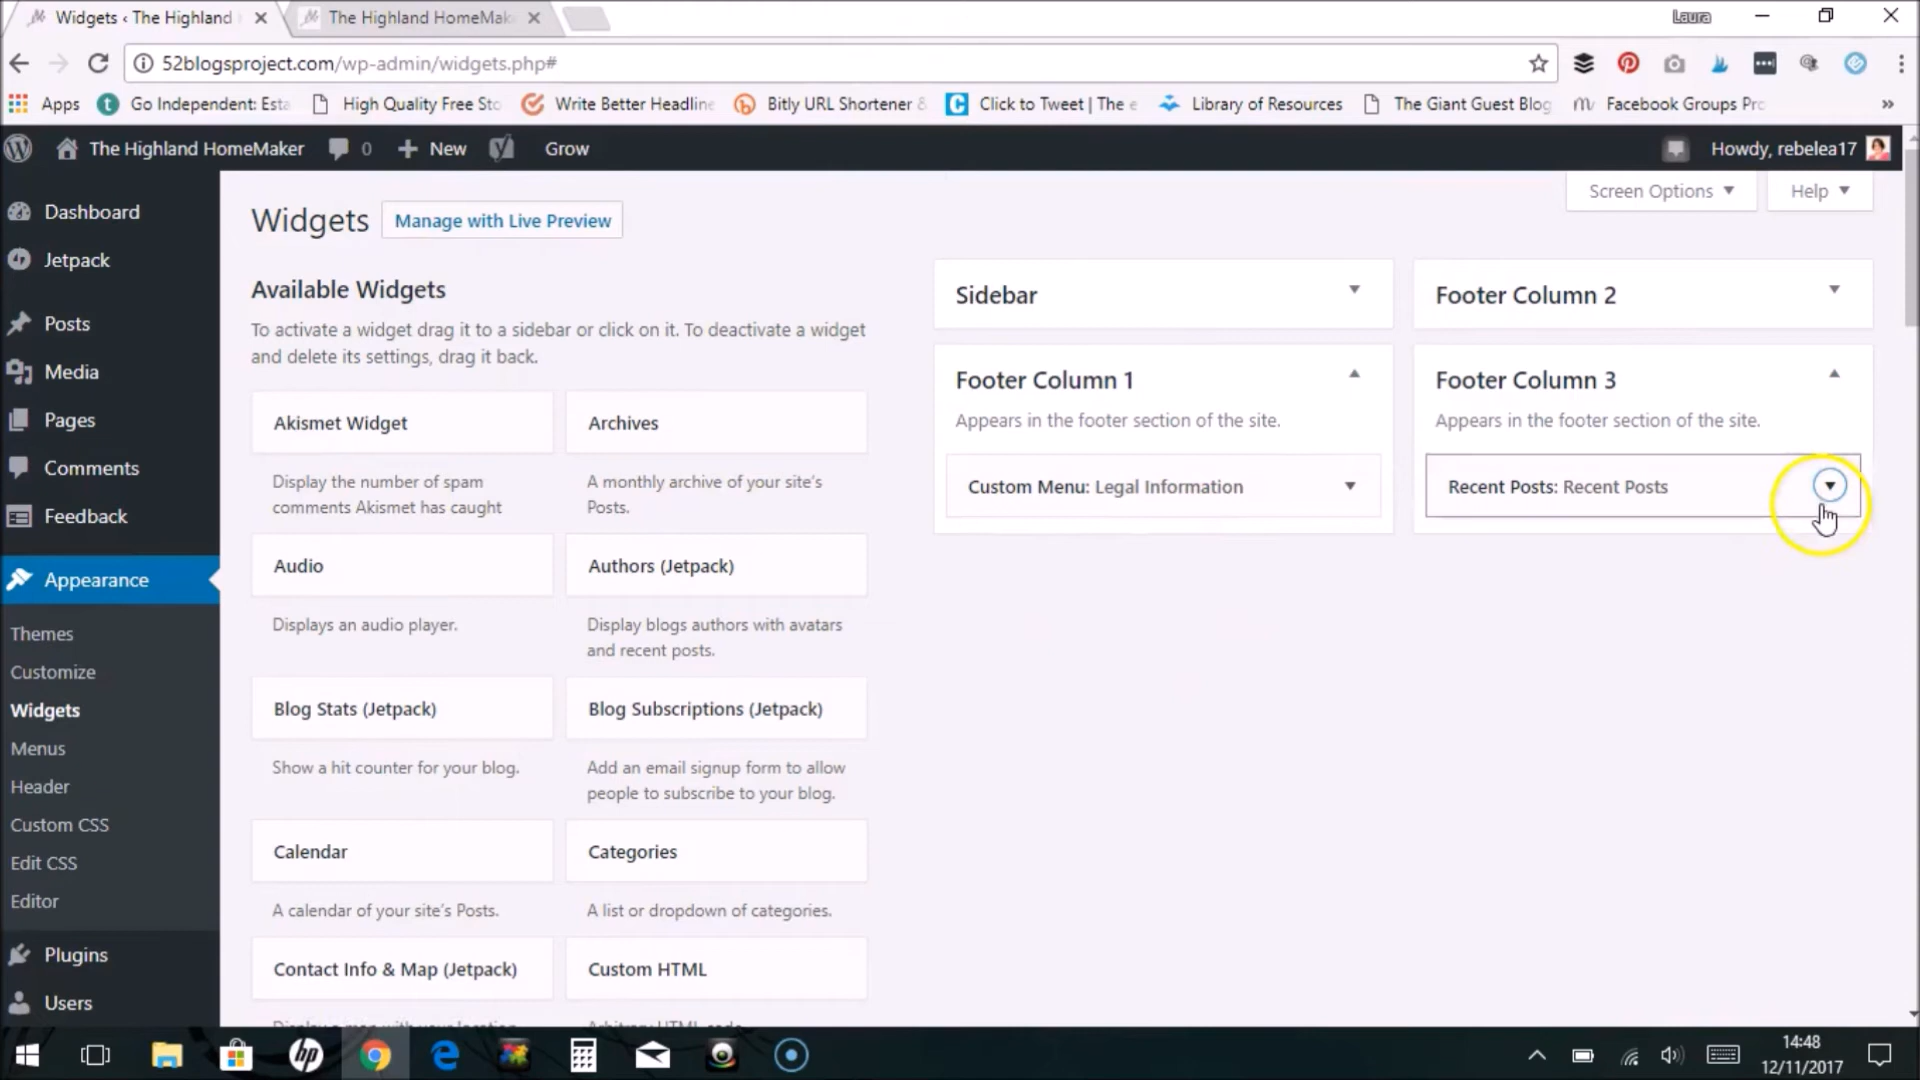 Widgets ‹ The Highland
The Highland HomeMak
Laura
52blogsproject.com/wp-admin/widgets.php#
Apps
Go Independent: Esta
High Quality Free Sto
Write Better Headline
Bitly URL Shortener &
Click to Tweet | The e
Library of Resources
The Giant Guest Blog
Facebook Groups Pro
»
The Highland HomeMaker
0
New
Grow
Howdy, rebelea17
Screen Options
Help
Dashboard
Jetpack
Posts
Media
Pages
Comments
Feedback
Appearance
Themes
Customize
Widgets
Menus
Header
Custom CSS
Edit CSS
Editor
Plugins
Users
Widgets
Manage with Live Preview
Available Widgets
To activate a widget drag it to a sidebar or click on it. To deactivate a widget
and delete its settings, drag it back.
Akismet Widget
Display the number of spam
comments Akismet has caught
Archives
A monthly archive of your site's
Posts.
Audio
Displays an audio player.
Authors (Jetpack)
Display blogs authors with avatars
and recent posts.
Blog Stats (Jetpack)
Show a hit counter for your blog.
Blog Subscriptions (Jetpack)
Add an email signup form to allow
people to subscribe to your blog.
Calendar
A calendar of your site's Posts.
Categories
A list or dropdown of categories.
Contact Info & Map (Jetpack)
Custom HTML
Sidebar
Footer Column 1
Appears in the footer section of the site.
Custom Menu: Legal Information
Footer Column 2
Footer Column 3
Appears in the footer section of the site.
Recent Posts: Recent Posts
hp
14:48
12/11/2017